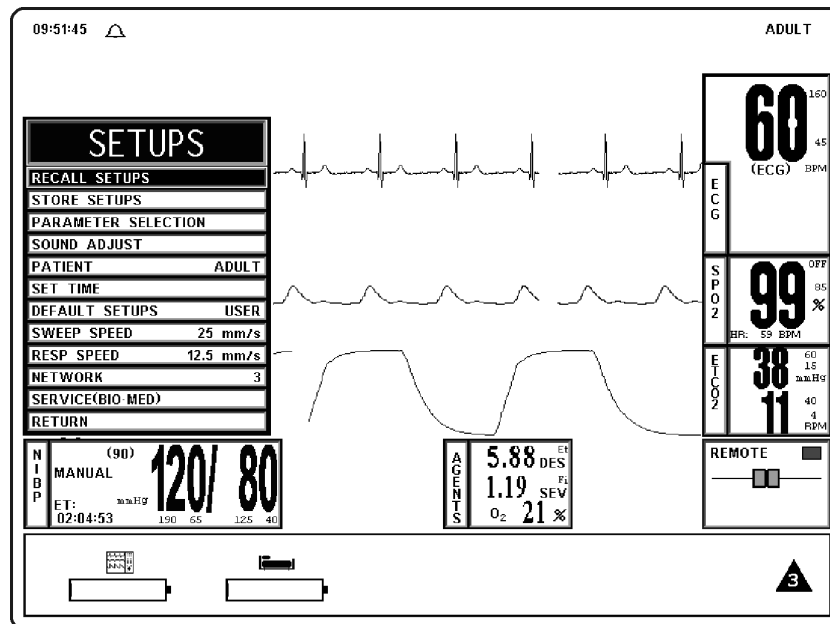 09:51:45
ADULT
SETUPS
RECALL SETUPS
STORE SETUPS
PARAMETER SELECTION
SOUND ADJUST
PATIENT ADULT
SET TIME
DEFAULT SETUPS USER
SWEEP SPEED 25 mm/s
RESP SPEED 12.5 mm/s
NETWORK 3
SERVICE(BIO-MED)
RETURN
ECG
60
160
45
(ECG) BPM
SPO2
99
OFF
85
%
HR: 59 BPM
ETCO2
38
60
15
mmHg
11
40
4
RPM
NIBP
(90)
MANUAL
120/ 80
mmHg
ET:
02:04:53
190 65 125 40
AGENTS
5.88 DES Et
1.19 SEV Fi
O₂ 21 %
REMOTE
3